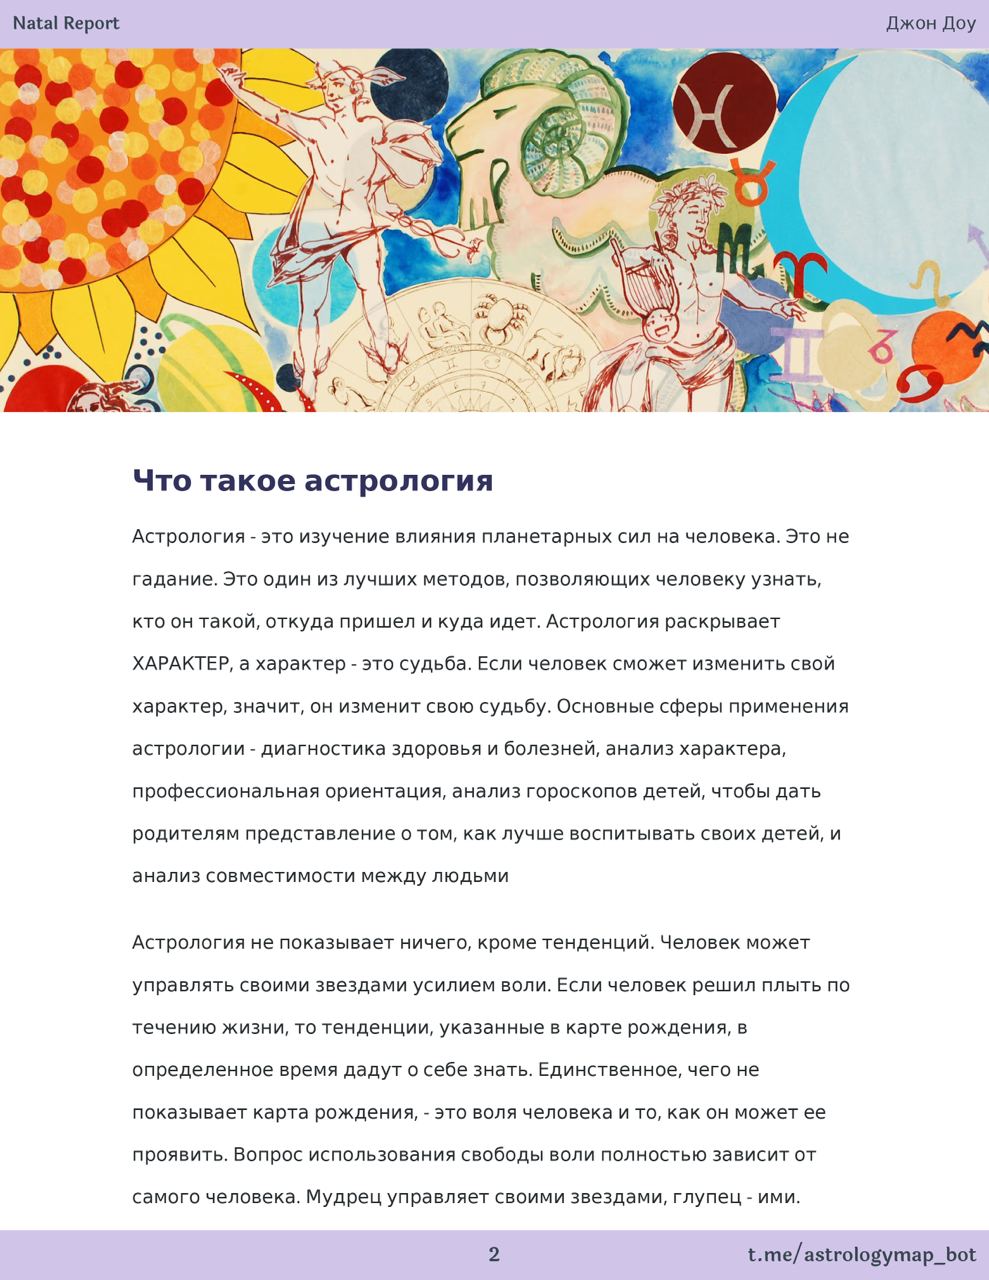 Natal Report
Джон Доу
Что такое астрология
Астрология - это изучение влияния планетарных сил на человека. Это не
гадание. Это один из лучших методов, позволяющих человеку узнать,
кто он такой, откуда пришел и куда идет. Астрология раскрывает
ХАРАКТЕР, а характер - это судьба. Если человек сможет изменить свой
характер, значит, он изменит свою судьбу. Основные сферы применения
астрологии - диагностика здоровья и болезней, анализ характера,
профессиональная ориентация, анализ гороскопов детей, чтобы дать
родителям представление о том, как лучше воспитывать своих детей, и
анализ совместимости между людьми
Астрология не показывает ничего, кроме тенденций. Человек может
управлять своими звездами усилием воли. Если человек решил плыть по
течению жизни, то тенденции, указанные в карте рождения, в
определенное время дадут о себе знать. Единственное, чего не
показывает карта рождения, - это воля человека и то, как он может ее
проявить. Вопрос использования свободы воли полностью зависит от
самого человека. Мудрец управляет своими звездами, глупец - ими.
2
t.me/astrologymap_bot